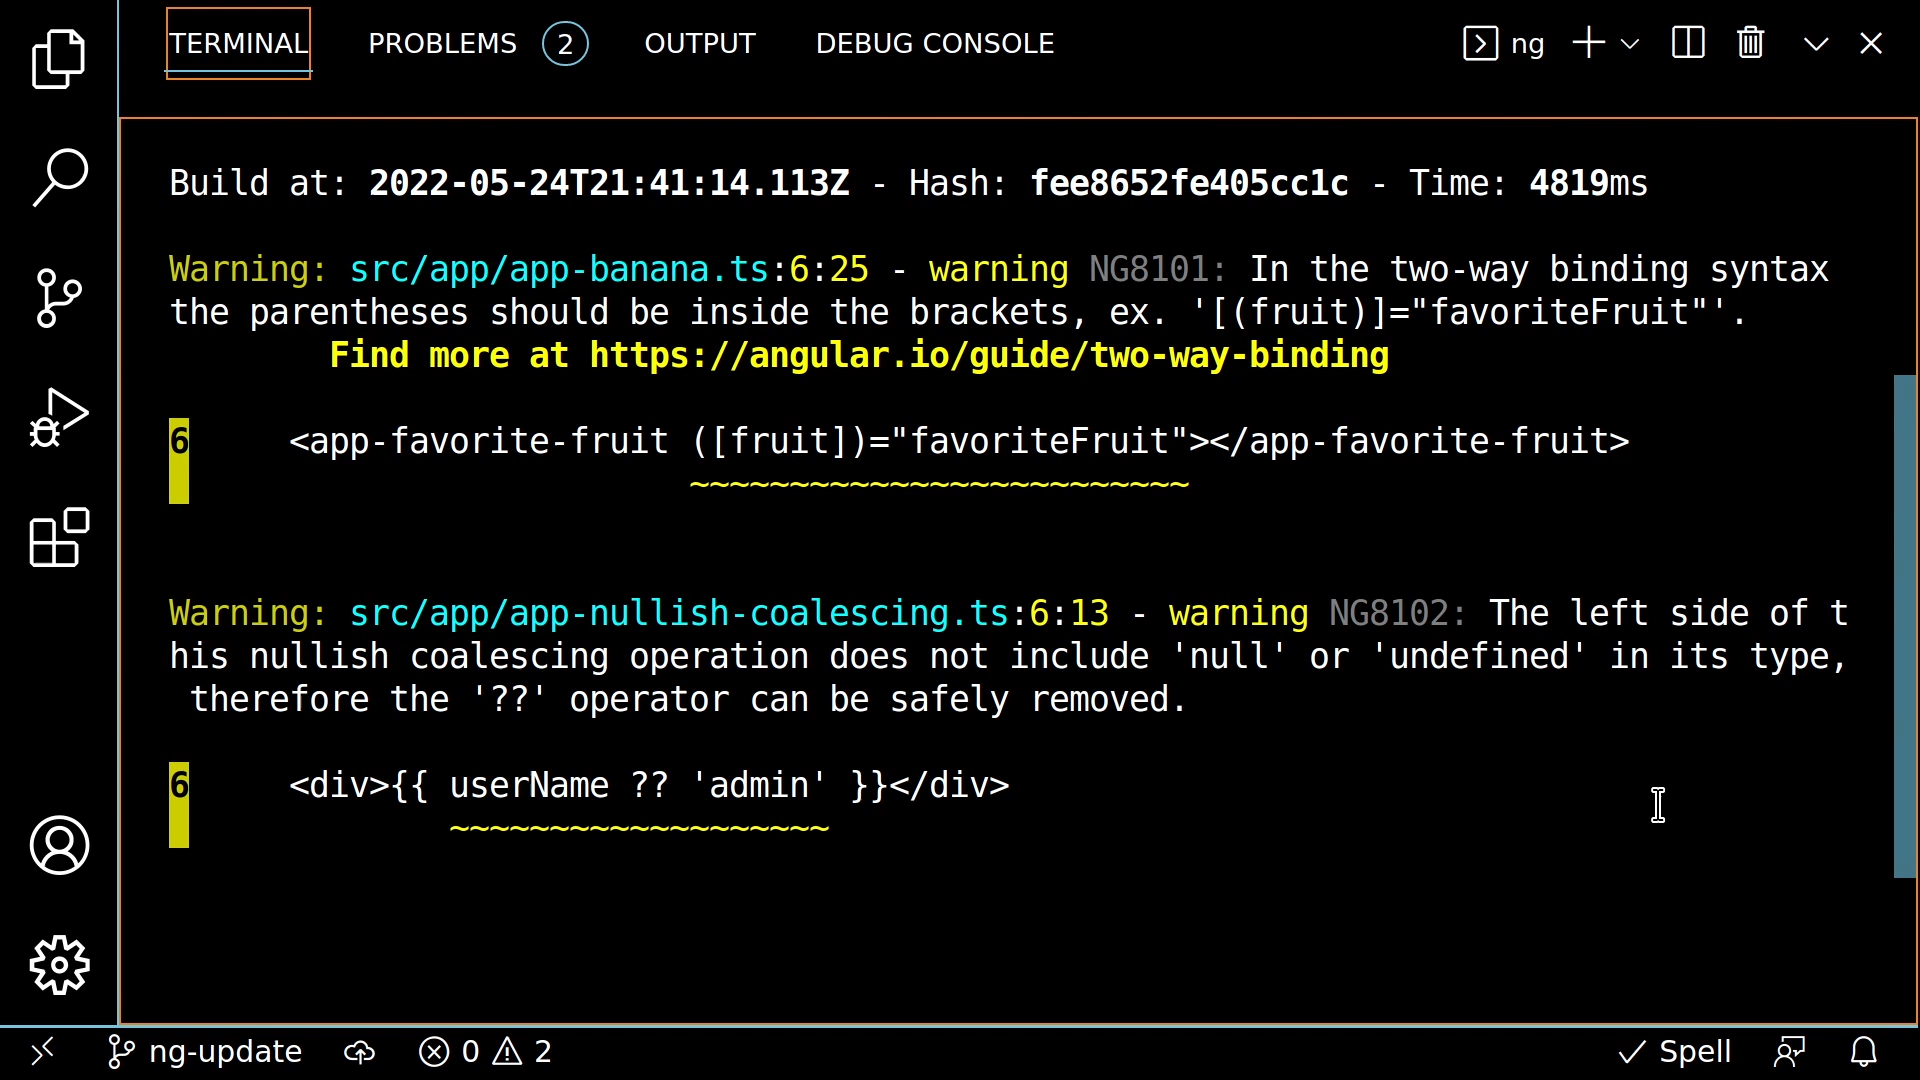 TERMINAL PROBLEMS 2 OUTPUT DEBUG CONSOLE ng
Build at: 2022-05-24T21:41:14.113Z - Hash: fee8652fe405cc1c - Time: 4819ms
Warning: src/app/app-banana.ts:6:25 - warning NG8101: In the two-way binding syntax
the parentheses should be inside the brackets, ex. '[(fruit)]="favoriteFruit"'.
Find more at https://angular.io/guide/two-way-binding
6 <app-favorite-fruit ([fruit])="favoriteFruit"></app-favorite-fruit>
~~~~~~~~~~~~~~~~~~~~~~~~~
Warning: src/app/app-nullish-coalescing.ts:6:13 - warning NG8102: The left side of t
his nullish coalescing operation does not include 'null' or 'undefined' in its type,
therefore the '??' operator can be safely removed.
6 <div>{{ userName ?? 'admin' }}</div>
~~~~~~~~~~~~~~~~~~~
ng-update 0 2 Spell